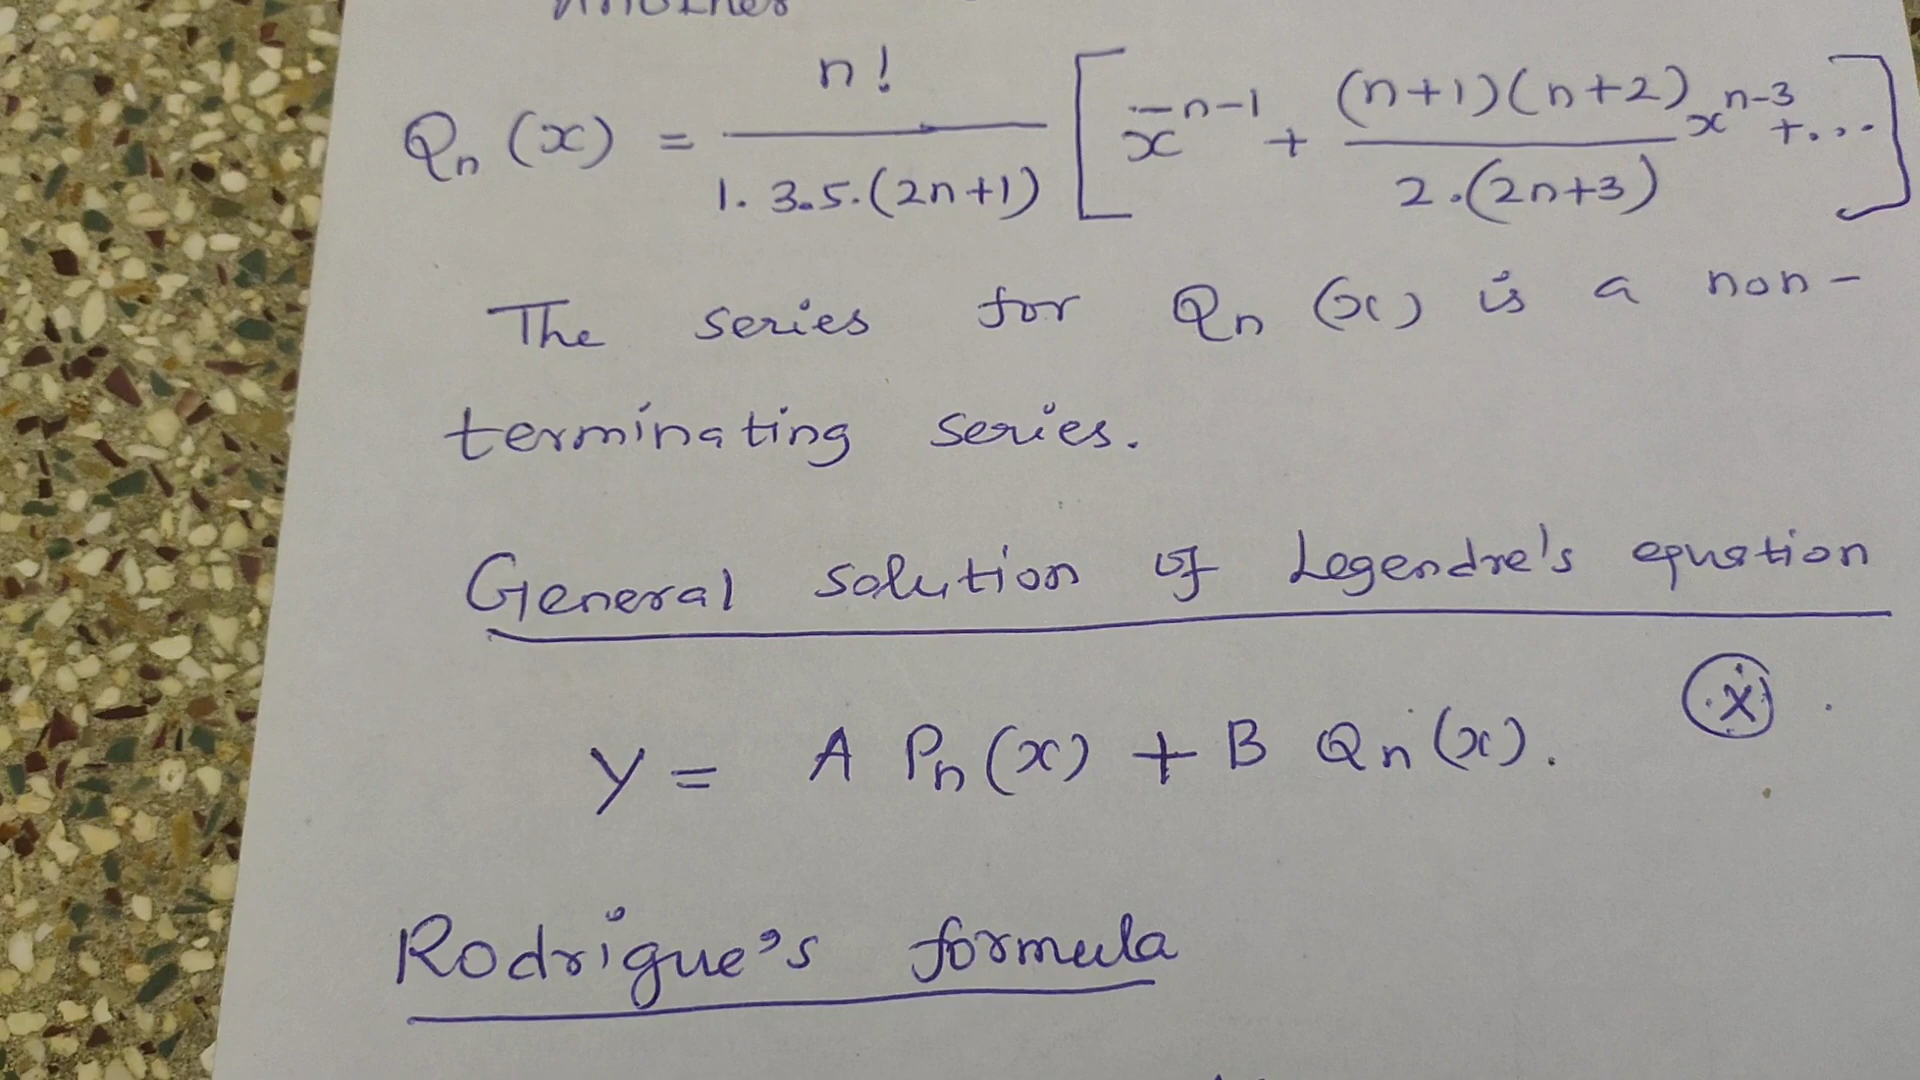 Another
Qn (x) = n! / 1.3.5.(2n+1) [ x^-n-1 + (n+1)(n+2) / 2.(2n+3) x^n-3 +... ]
The series for Qn (x) is a non-
terminating series.
General solution of Legendre's equation
y = A Pn(x) + B Qn(x). (x)
Rodrigue's formula